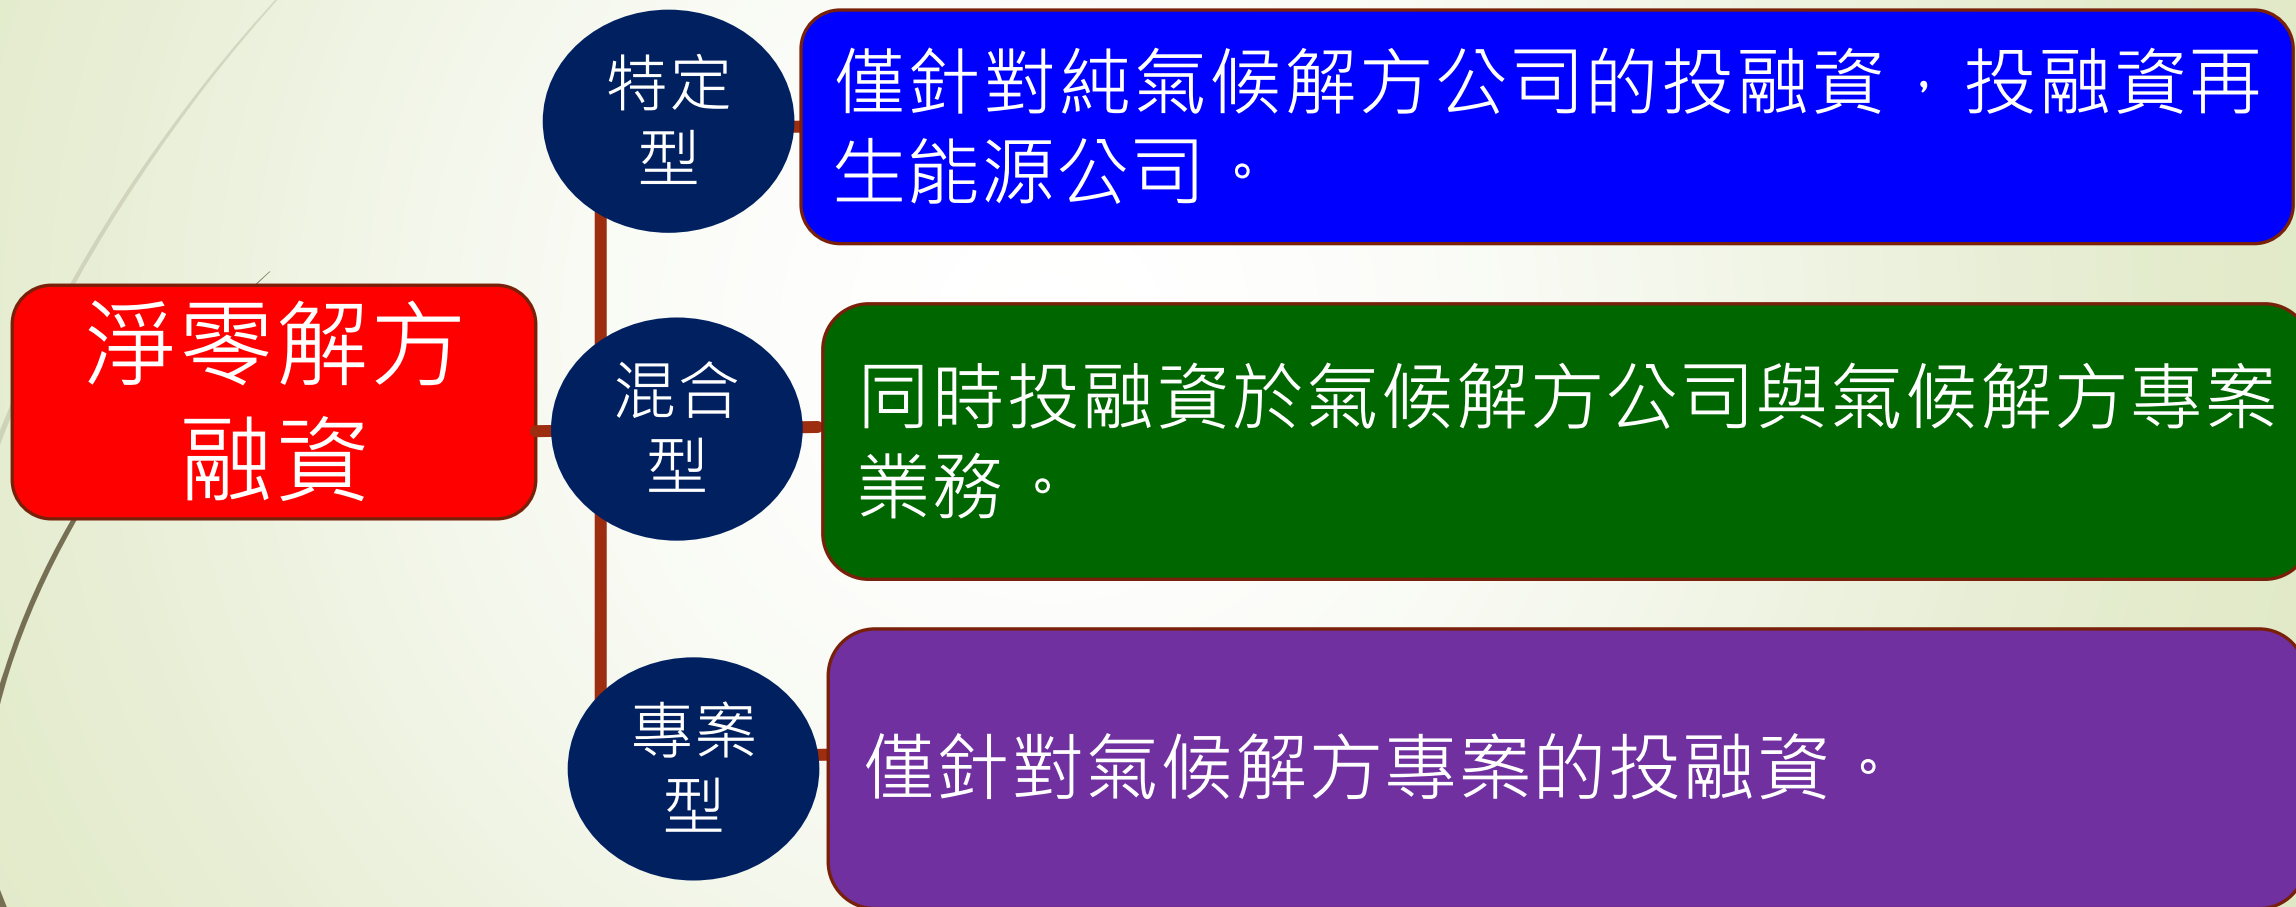 淨零解方
融資
特定
型
僅針對純氣候解方公司的投融資，投融資再
生能源公司。
混合
型
同時投融資於氣候解方公司與氣候解方專案
業務。
專案
型
僅針對氣候解方專案的投融資。